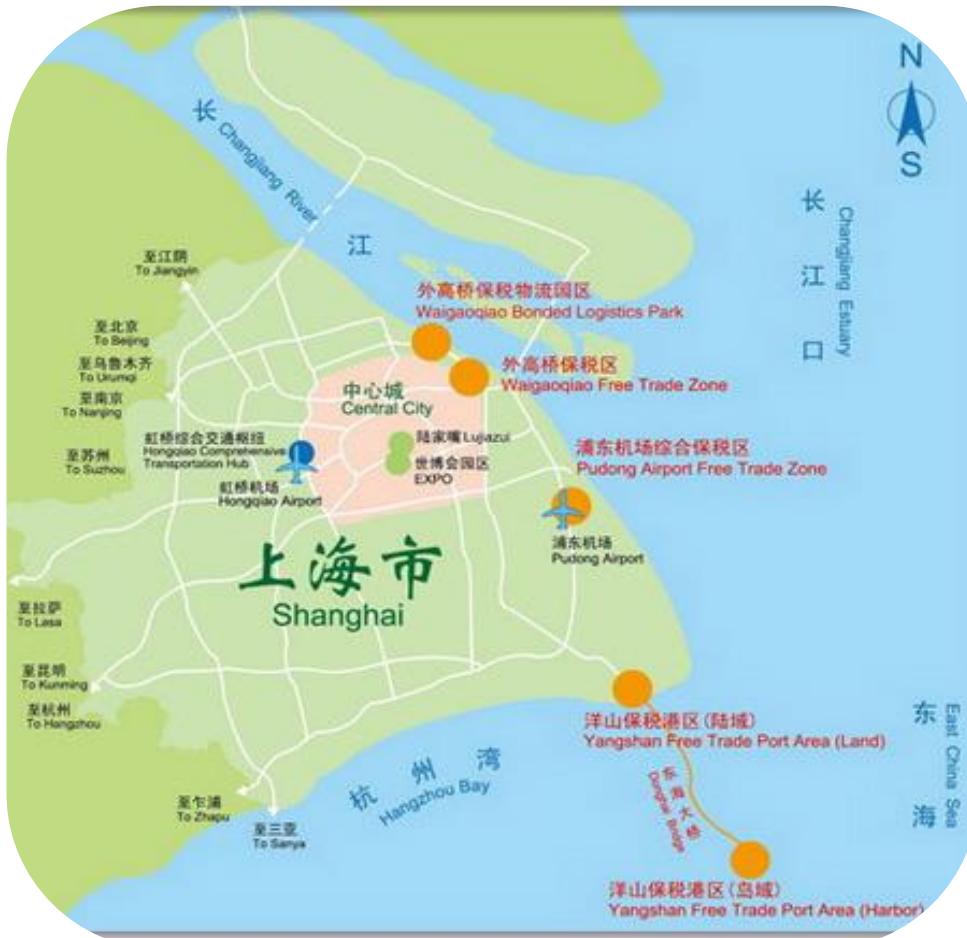 N
S
长
江
Changjiang River
长
江
口
Changjiang Estuary
至江阴
To Jiangyin
外高桥保税物流园区
Waigaoqiao Bonded Logistics Park
至北京
To Beijing
至乌鲁木齐
To Urumqi
至南京
To Nanjing
外高桥保税区
Waigaoqiao Free Trade Zone
中心城
Central City
虹桥综合交通枢纽
Hongqiao Comprehensive
Transportation Hub
陆家嘴 Lujiazui
至苏州
To Suzhou
世博会园区
EXPO
浦东机场综合保税区
Pudong Airport Free Trade Zone
虹桥机场
Hongqiao Airport
浦东机场
Pudong Airport
上海市
Shanghai
至拉萨
To Lasa
至昆明
To Kunming
至杭州
To Hangzhou
洋山保税港区(陆域)
Yangshan Free Trade Port Area (Land)
东
海
East China Sea
杭州湾
Hangzhou Bay
东海大桥
Donghai Bridge
至乍浦
To Zhapu
至三亚
To Sanya
洋山保税港区(岛域)
Yangshan Free Trade Port Area (Harbor)